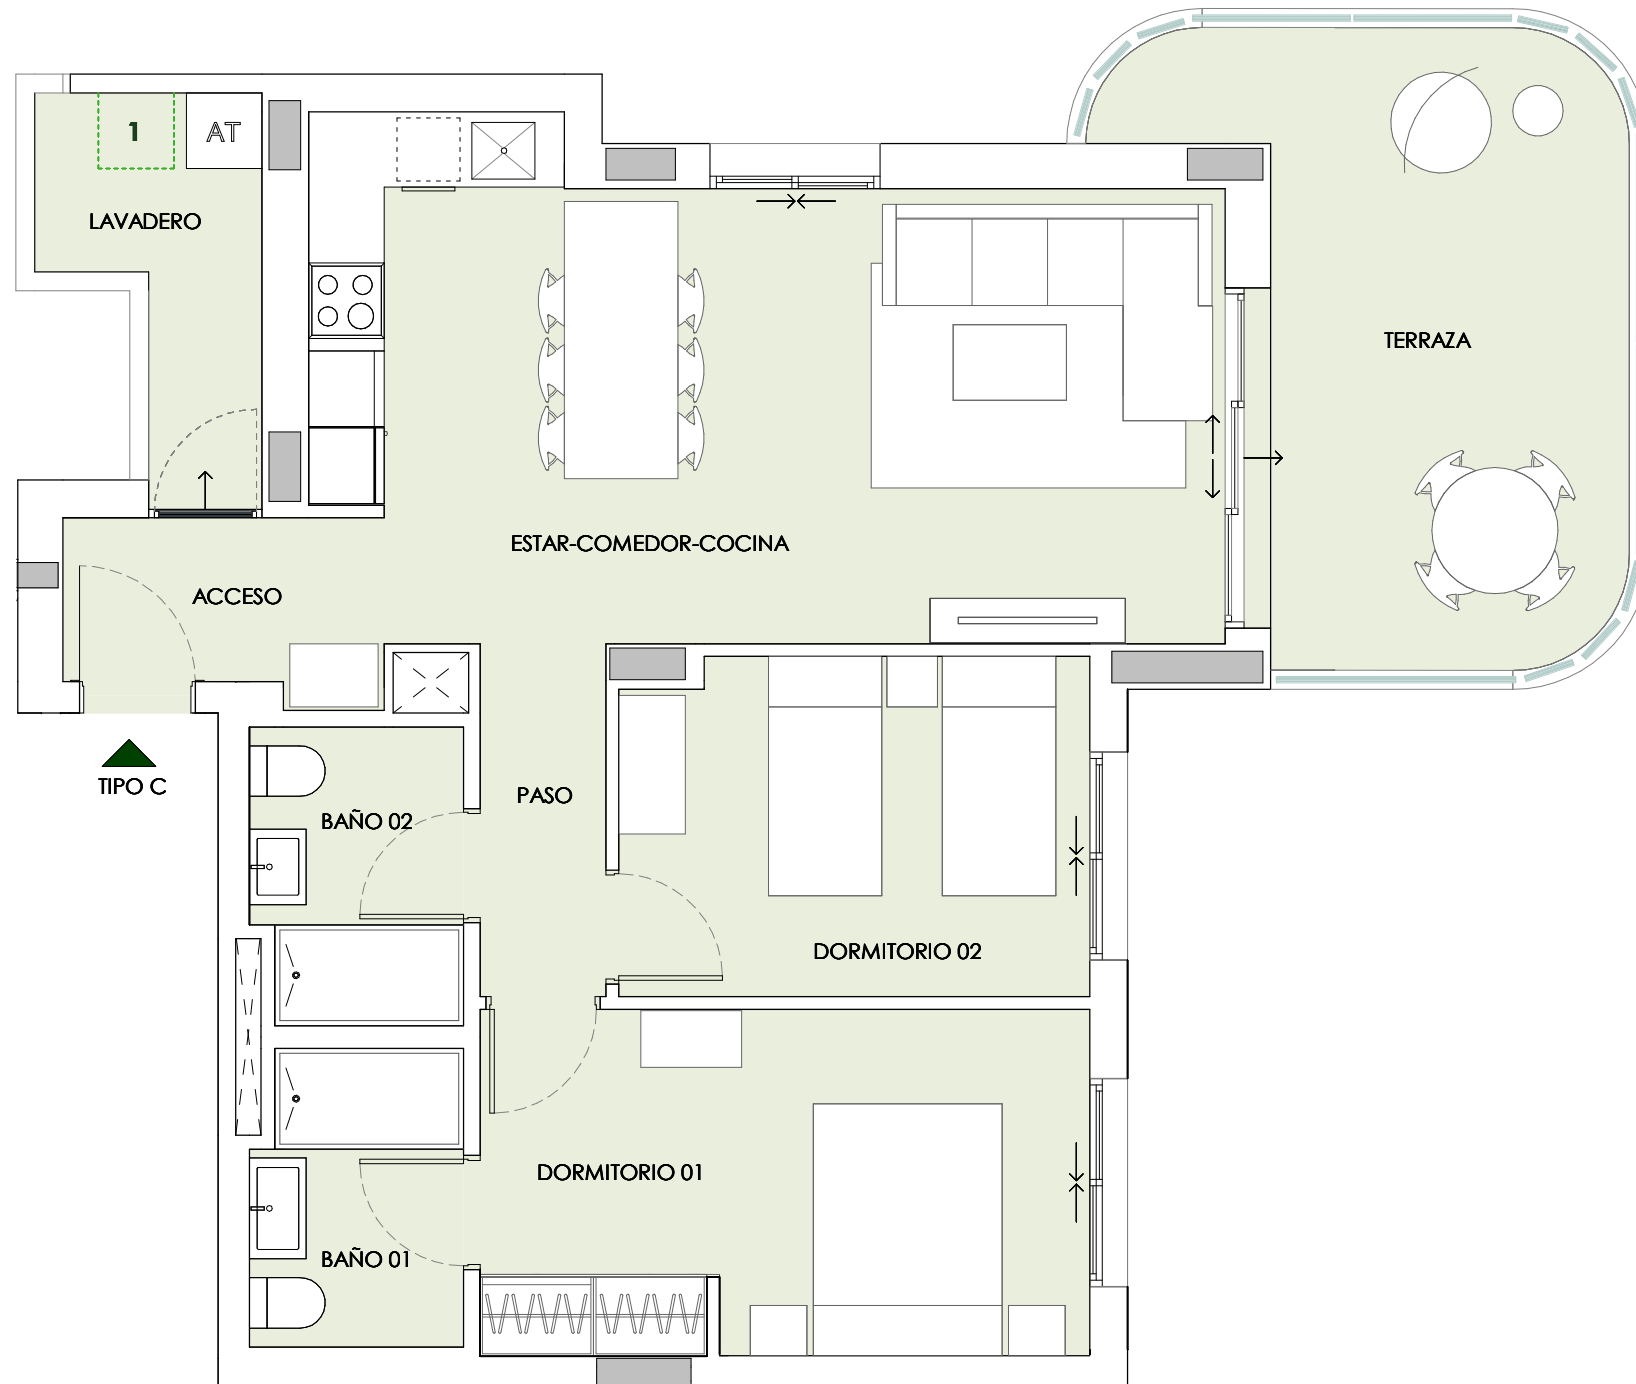 1
AT
LAVADERO
TERRAZA
ESTAR-COMEDOR-COCINA
ACCESO
TIPO C
PASO
BAÑO 02
DORMITORIO 02
DORMITORIO 01
BAÑO 01